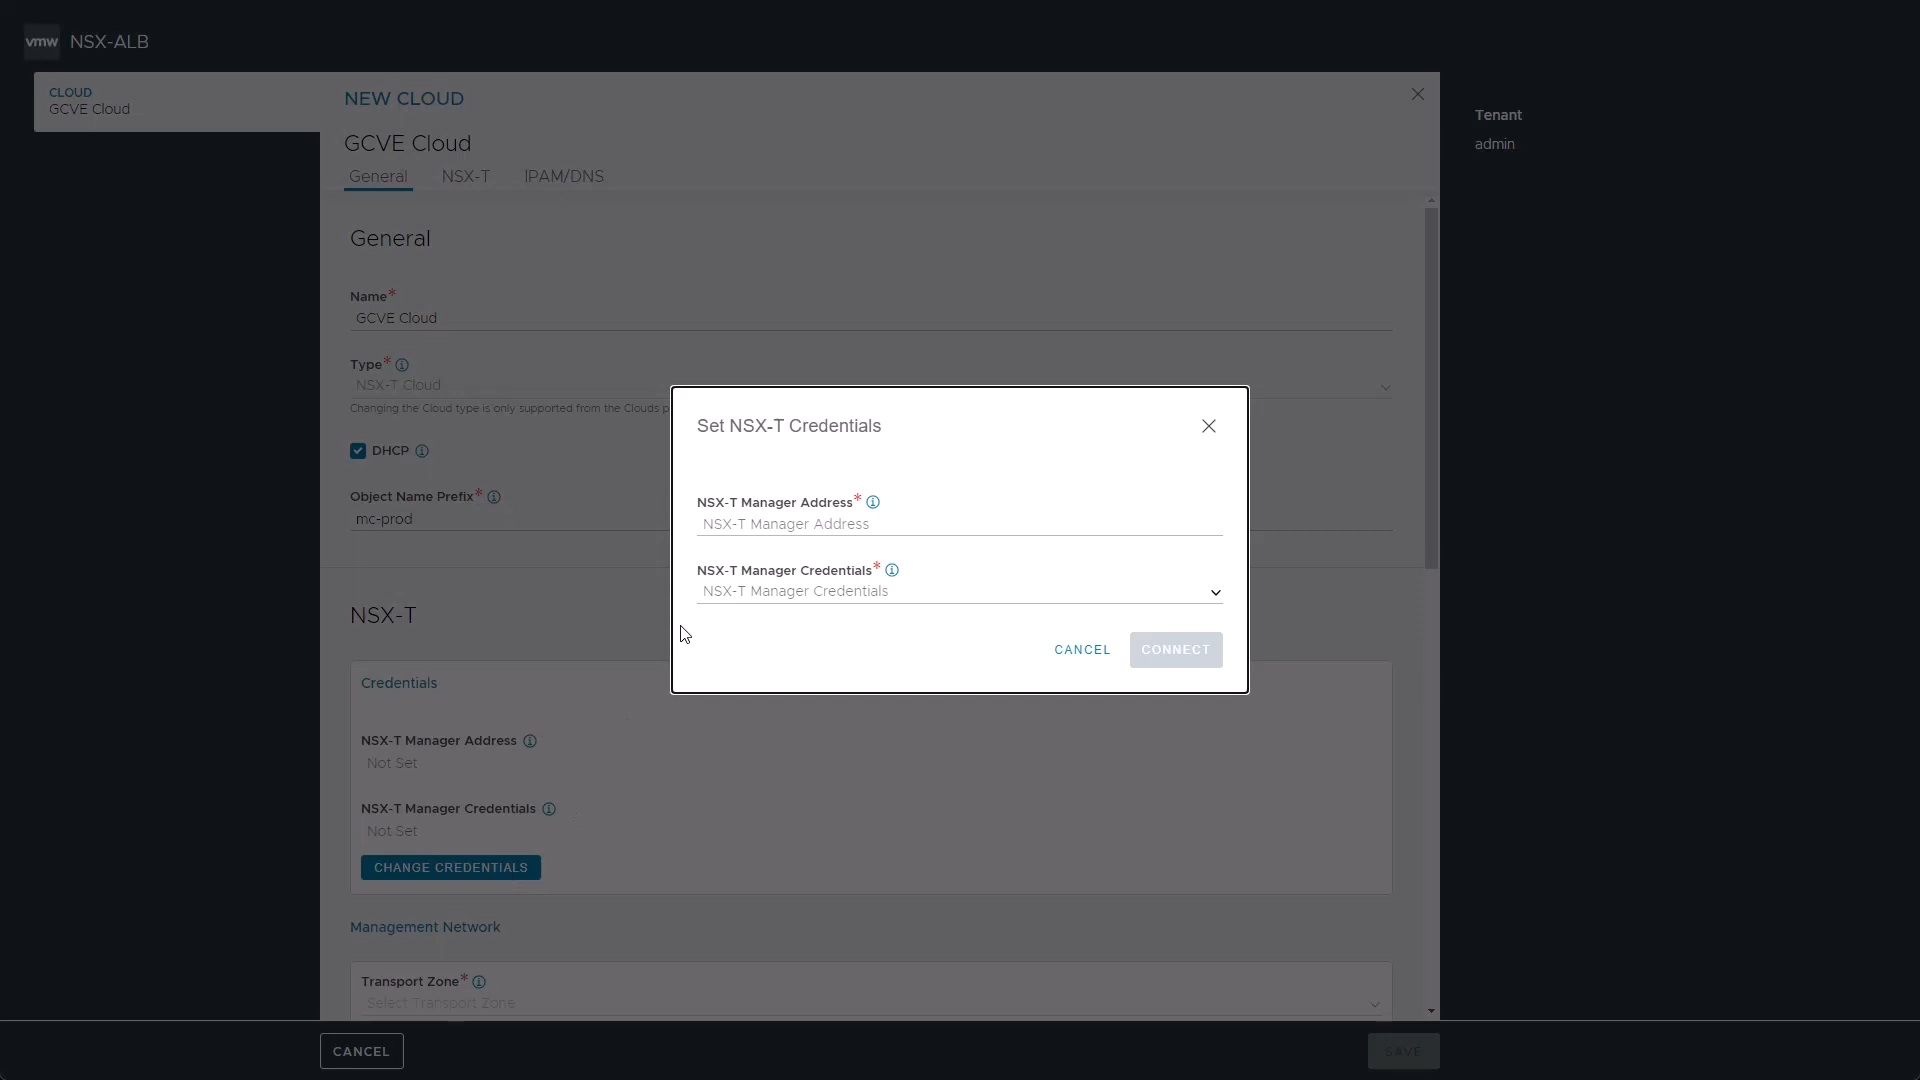 vmw NSX-ALB
CLOUD
GCVE Cloud
NEW CLOUD
GCVE Cloud
General NSX-T IPAM/DNS
Tenant
admin
General
Name*
GCVE Cloud
Type*
NSX-T Cloud
Changing the Cloud type is only supported from the Clouds p
DHCP
Object Name Prefix*
mc-prod
Set NSX-T Credentials
NSX-T Manager Address*
NSX-T Manager Address
NSX-T Manager Credentials*
NSX-T Manager Credentials
CANCEL CONNECT
NSX-T
Credentials
NSX-T Manager Address
Not Set
NSX-T Manager Credentials
Not Set
CHANGE CREDENTIALS
Management Network
Transport Zone*
Select Transport Zone
CANCEL SAVE